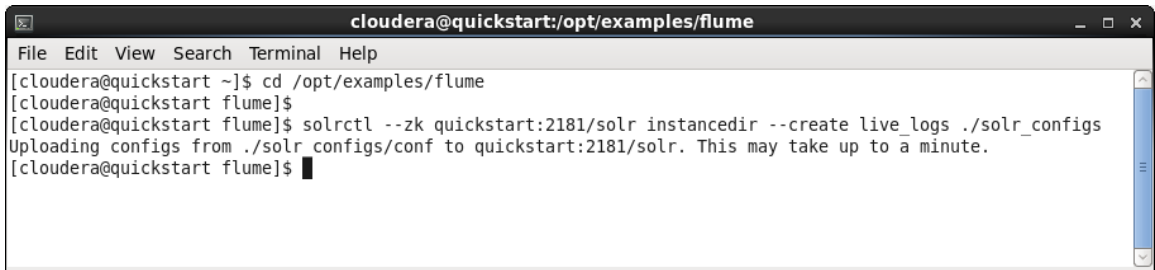 cloudera@quickstart:/opt/examples/flume
File Edit View Search Terminal Help
[cloudera@quickstart ~]$ cd /opt/examples/flume
[cloudera@quickstart flume]$
[cloudera@quickstart flume]$ solrctl --zk quickstart:2181/solr instancedir --create live_logs ./solr_configs
Uploading configs from ./solr_configs/conf to quickstart:2181/solr. This may take up to a minute.
[cloudera@quickstart flume]$